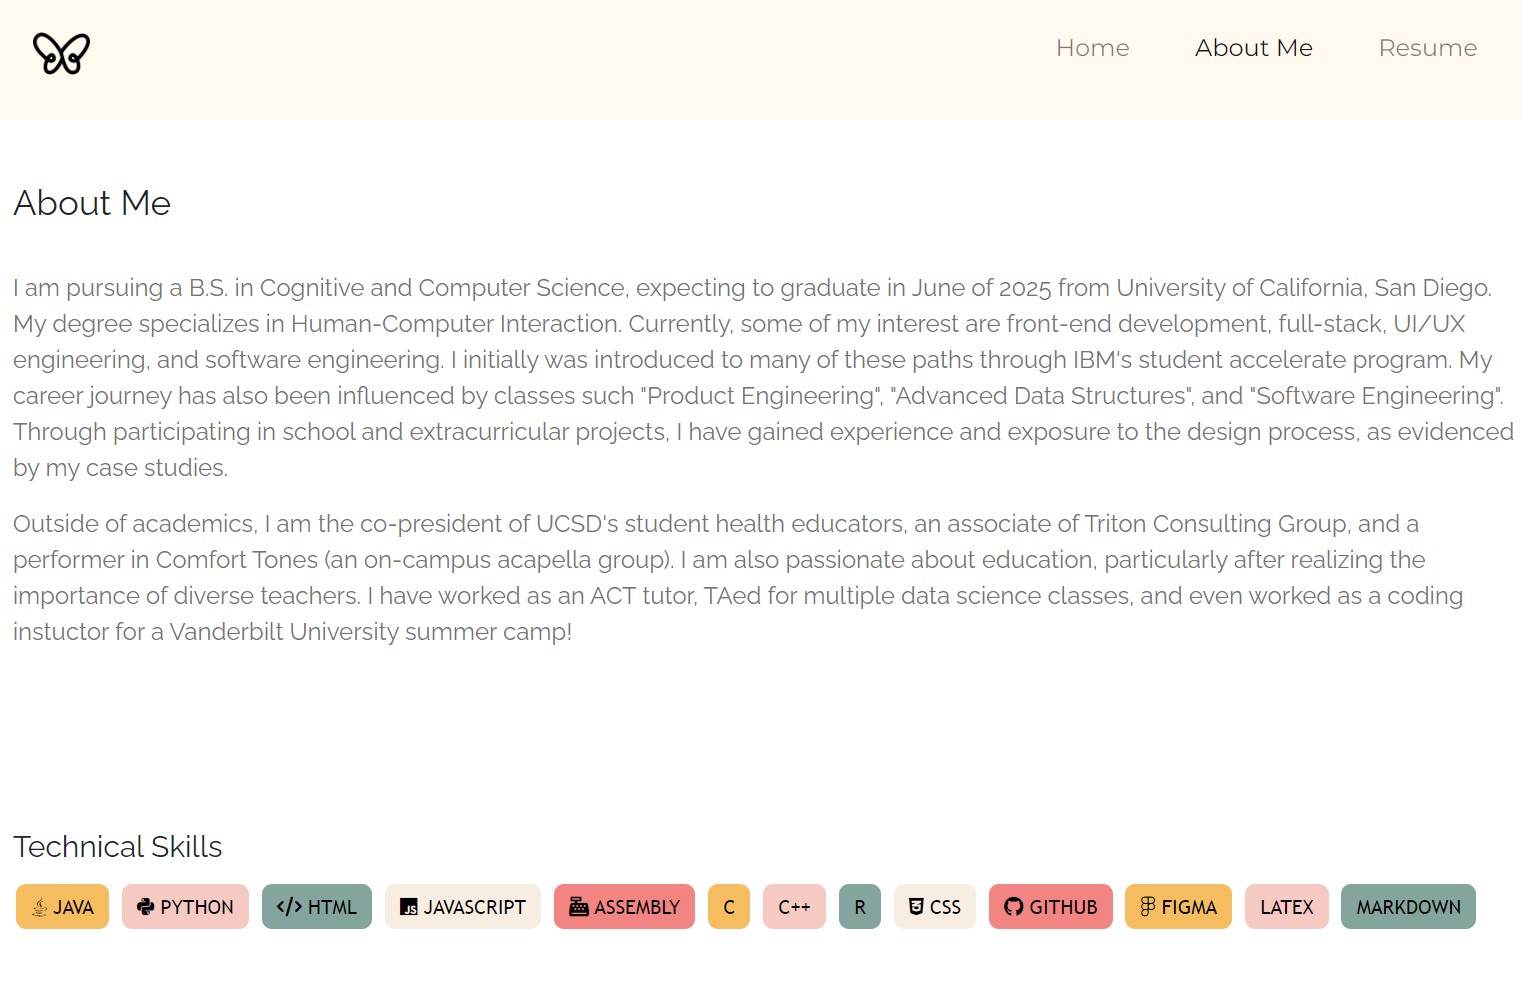 Home About Me Resume
About Me
I am pursuing a B.S. in Cognitive and Computer Science, expecting to graduate in June of 2025 from University of California, San Diego.
My degree specializes in Human-Computer Interaction. Currently, some of my interest are front-end development, full-stack, UI/UX
engineering, and software engineering. I initially was introduced to many of these paths through IBM's student accelerate program. My
career journey has also been influenced by classes such "Product Engineering", "Advanced Data Structures", and "Software Engineering".
Through participating in school and extracurricular projects, I have gained experience and exposure to the design process, as evidenced
by my case studies.
Outside of academics, I am the co-president of UCSD's student health educators, an associate of Triton Consulting Group, and a
performer in Comfort Tones (an on-campus acapella group). I am also passionate about education, particularly after realizing the
importance of diverse teachers. I have worked as an ACT tutor, TAed for multiple data science classes, and even worked as a coding
instuctor for a Vanderbilt University summer camp!
Technical Skills
JAVA PYTHON </> HTML JS JAVASCRIPT ASSEMBLY C C++ R CSS GITHUB FIGMA LATEX MARKDOWN